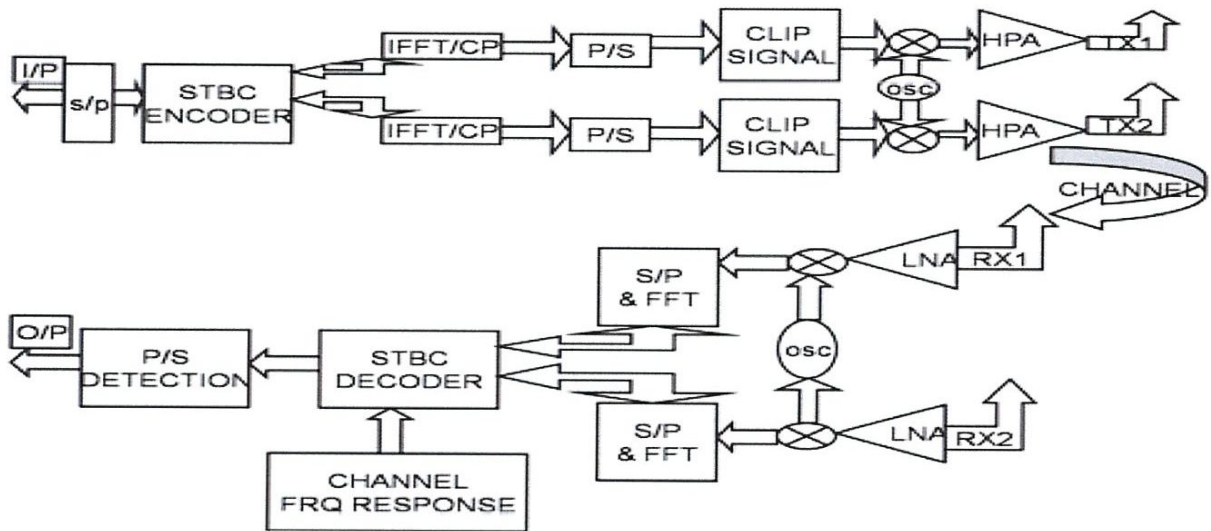 I/P
s/p
STBC
ENCODER
IFFT/CP
P/S
CLIP
SIGNAL
HPA
TX1
OSC
IFFT/CP
P/S
CLIP
SIGNAL
HPA
TX2
CHANNEL
S/P
& FFT
LNA
RX1
O/P
P/S
DETECTION
STBC
DECODER
OSC
S/P
& FFT
LNA
RX2
CHANNEL
FRQ RESPONSE